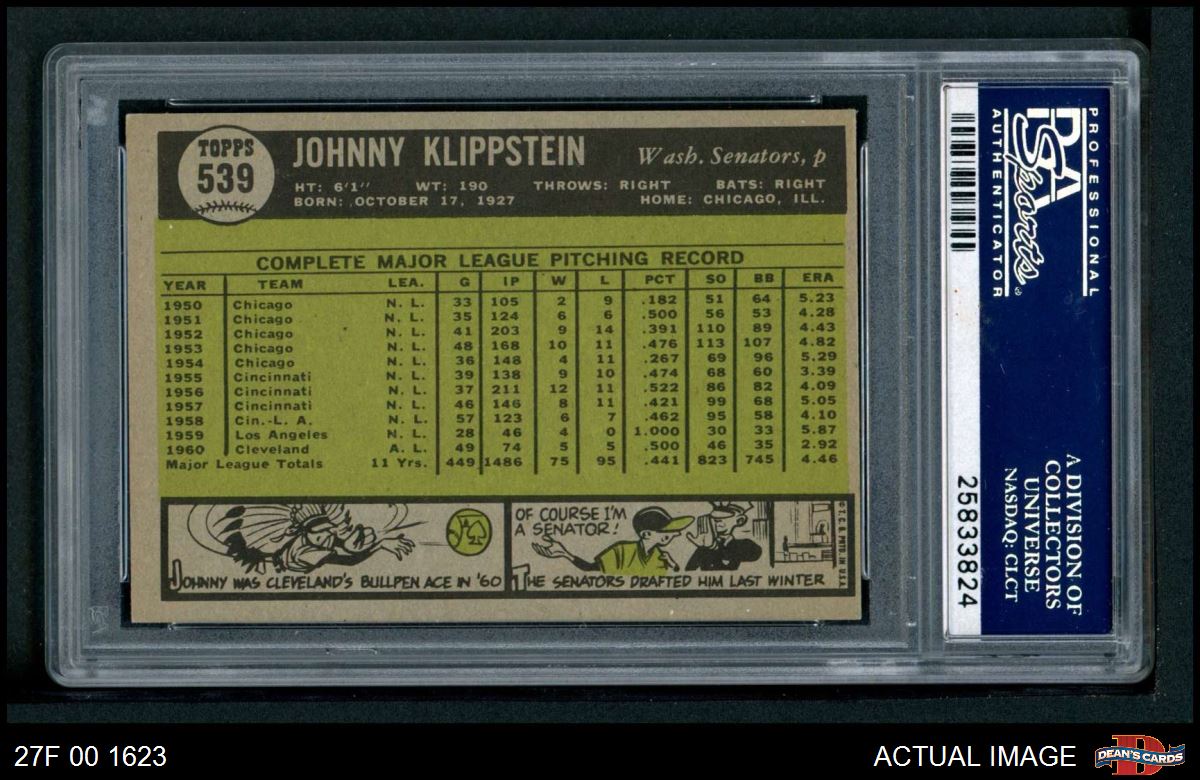 TOPPS
539
JOHNNY KLIPPSTEIN
Wash. Senators, p
HT: 6'1" WT: 190 THROWS: RIGHT BATS: RIGHT
BORN: OCTOBER 17, 1927 HOME: CHICAGO, ILL.
COMPLETE MAJOR LEAGUE PITCHING RECORD
YEAR TEAM LEA. G IP W L PCT SO BB ERA
1950 Chicago N. L. 33 105 2 9 .182 51 64 5.23
1951 Chicago N. L. 35 124 6 6 .500 56 53 4.28
1952 Chicago N. L. 41 203 9 14 .391 110 89 4.43
1953 Chicago N. L. 48 168 10 11 .476 113 107 4.82
1954 Chicago N. L. 36 148 4 11 .267 69 96 5.29
1955 Cincinnati N. L. 39 138 9 10 .474 68 60 3.39
1956 Cincinnati N. L. 37 211 12 11 .522 86 82 4.09
1957 Cincinnati N. L. 46 146 8 11 .421 99 68 5.05
1958 Cin.-L. A. N. L. 57 123 6 7 .462 95 58 4.10
1959 Los Angeles N. L. 28 46 4 0 1.000 30 33 5.87
1960 Cleveland A. L. 49 74 5 5 .500 46 35 2.92
Major League Totals 11 Yrs. 449 1486 75 95 .441 823 745 4.46
JOHNNY WAS CLEVELAND'S BULLPEN ACE IN '60
OF COURSE I'M
A SENATOR!
THE SENATORS DRAFTED HIM LAST WINTER
© T.C.G. PRTD. IN U.S.A.
PROFESSIONAL
PSA
Sports
AUTHENTICATOR
A DIVISION OF
COLLECTORS
UNIVERSE
NASDAQ: CLCT
25833824
27F 00 1623
ACTUAL IMAGE
DEAN'S CARDS